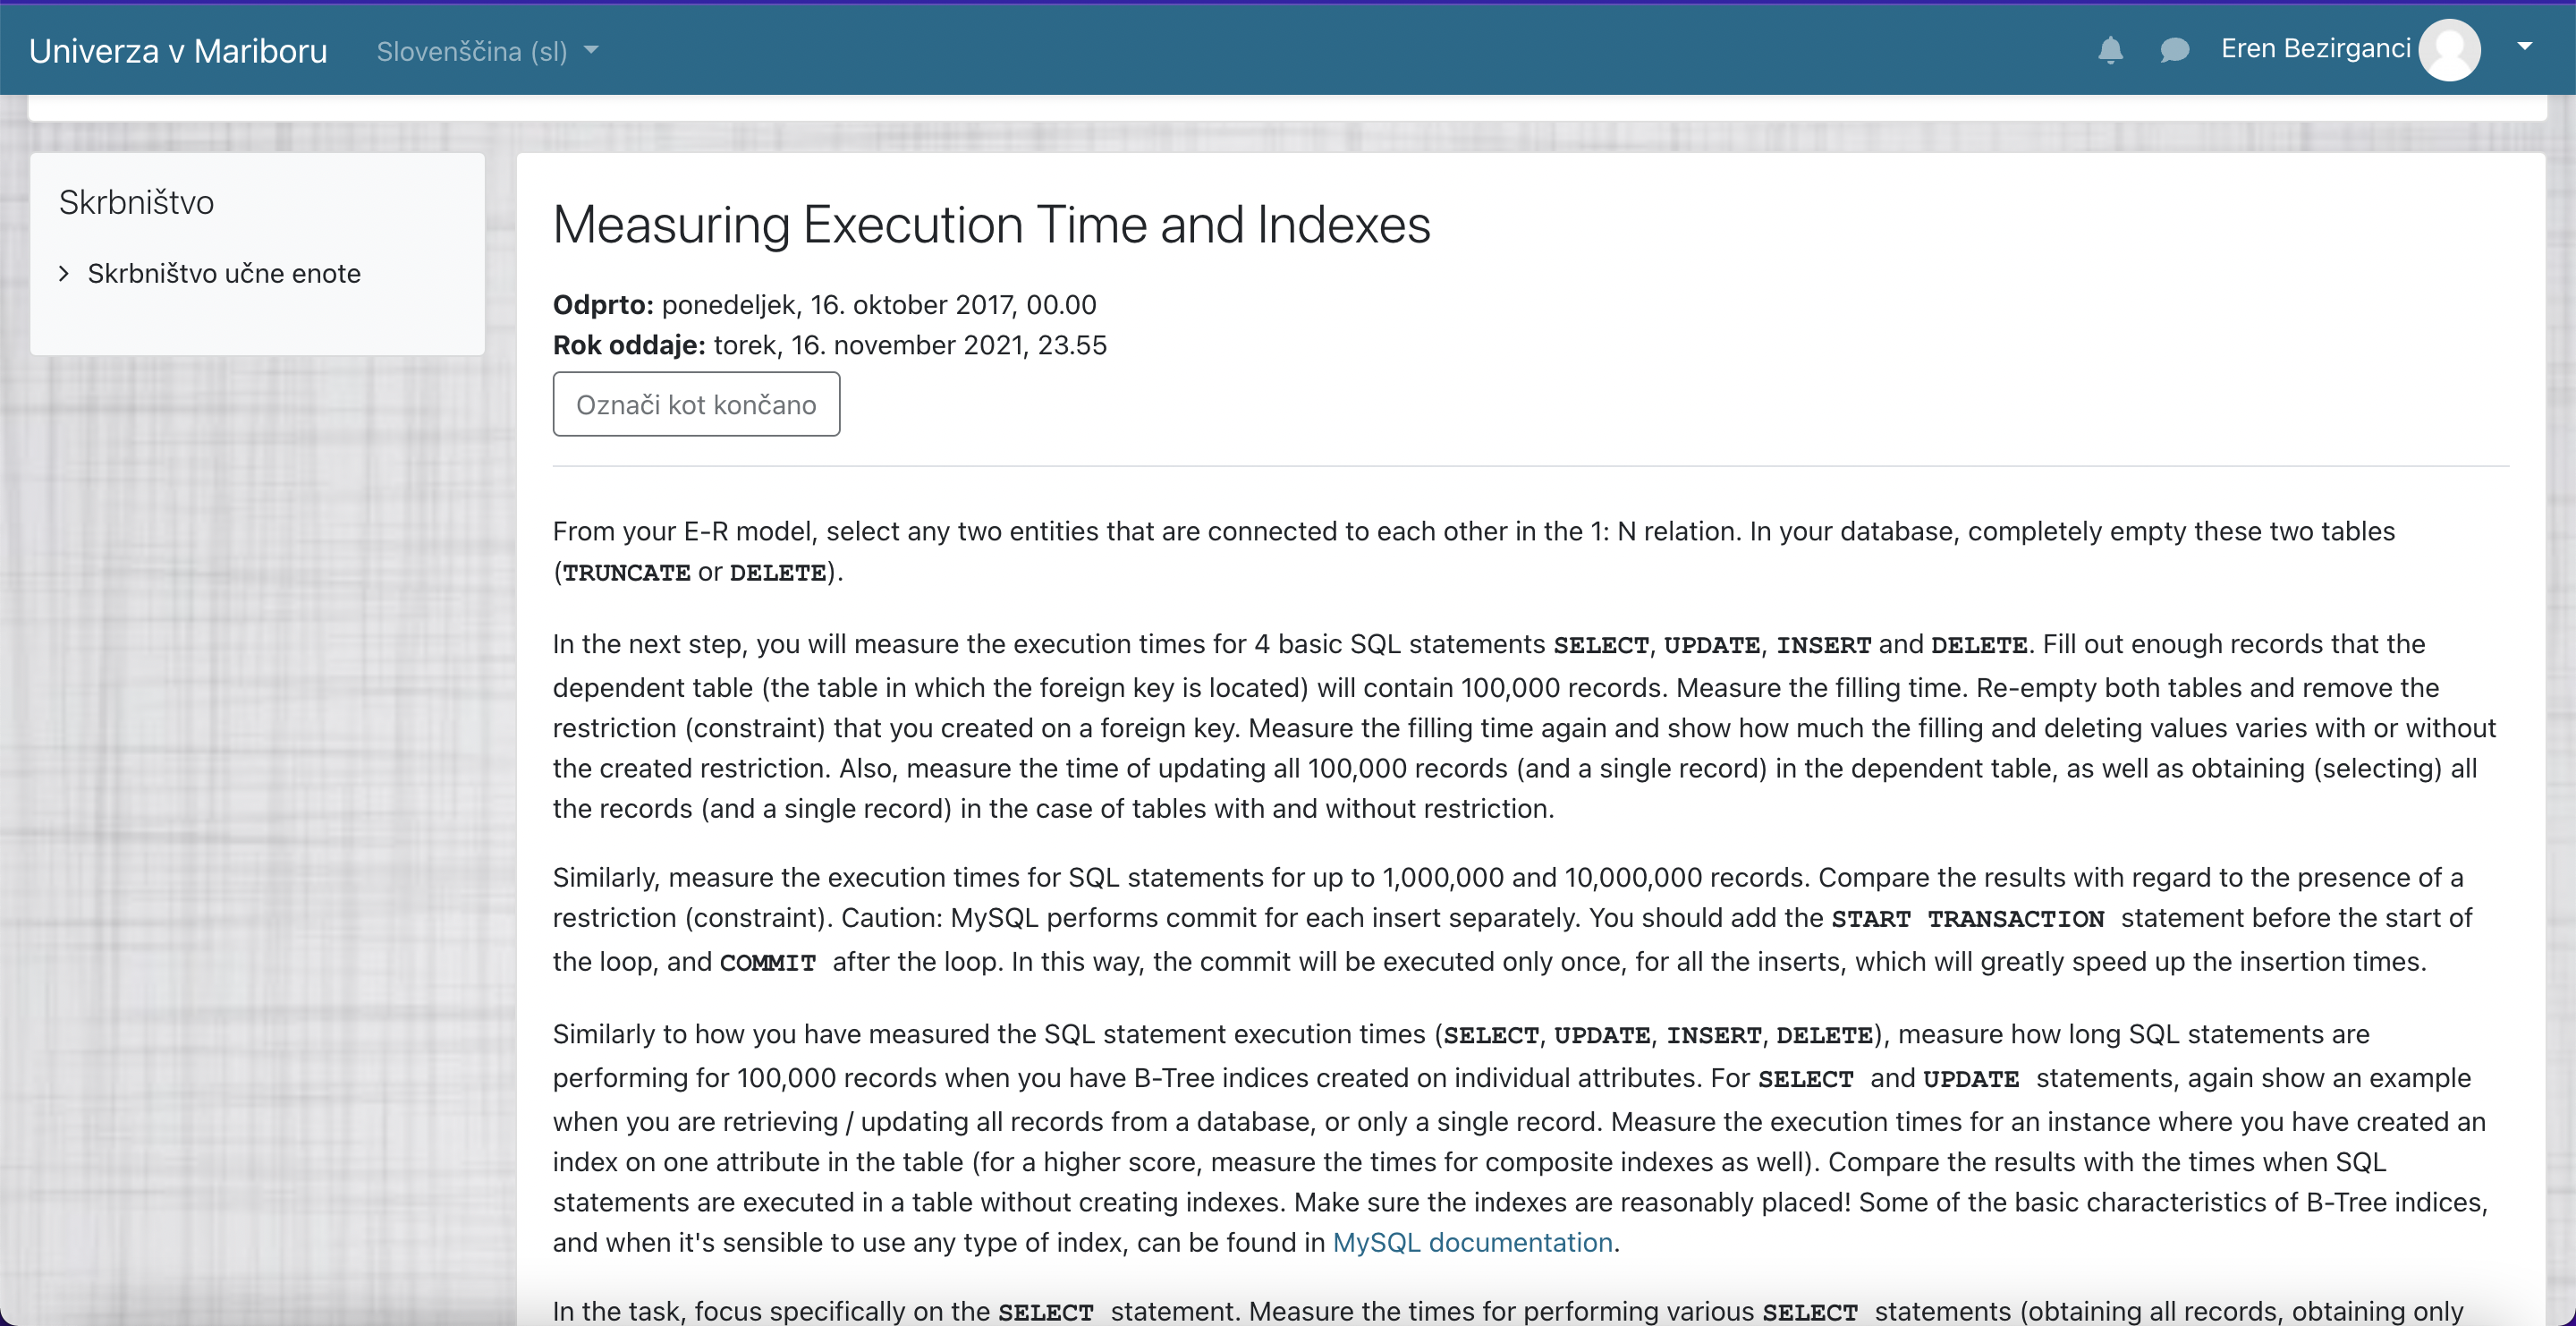 Univerza v Mariboru Slovenščina (sl) Eren Bezirganci
Skrbništvo
Skrbništvo učne enote
Measuring Execution Time and Indexes
Odprto: ponedeljek, 16. oktober 2017, 00.00
Rok oddaje: torek, 16. november 2021, 23.55
Označi kot končano
From your E-R model, select any two entities that are connected to each other in the 1: N relation. In your database, completely empty these two tables
(TRUNCATE or DELETE).
In the next step, you will measure the execution times for 4 basic SQL statements SELECT, UPDATE, INSERT and DELETE. Fill out enough records that the
dependent table (the table in which the foreign key is located) will contain 100,000 records. Measure the filling time. Re-empty both tables and remove the
restriction (constraint) that you created on a foreign key. Measure the filling time again and show how much the filling and deleting values varies with or without
the created restriction. Also, measure the time of updating all 100,000 records (and a single record) in the dependent table, as well as obtaining (selecting) all
the records (and a single record) in the case of tables with and without restriction.
Similarly, measure the execution times for SQL statements for up to 1,000,000 and 10,000,000 records. Compare the results with regard to the presence of a
restriction (constraint). Caution: MySQL performs commit for each insert separately. You should add the START TRANSACTION statement before the start of
the loop, and COMMIT after the loop. In this way, the commit will be executed only once, for all the inserts, which will greatly speed up the insertion times.
Similarly to how you have measured the SQL statement execution times (SELECT, UPDATE, INSERT, DELETE), measure how long SQL statements are
performing for 100,000 records when you have B-Tree indices created on individual attributes. For SELECT and UPDATE statements, again show an example
when you are retrieving / updating all records from a database, or only a single record. Measure the execution times for an instance where you have created an
index on one attribute in the table (for a higher score, measure the times for composite indexes as well). Compare the results with the times when SQL
statements are executed in a table without creating indexes. Make sure the indexes are reasonably placed! Some of the basic characteristics of B-Tree indices,
and when it's sensible to use any type of index, can be found in MySQL documentation.
In the task, focus specifically on the SELECT statement. Measure the times for performing various SELECT statements (obtaining all records, obtaining only